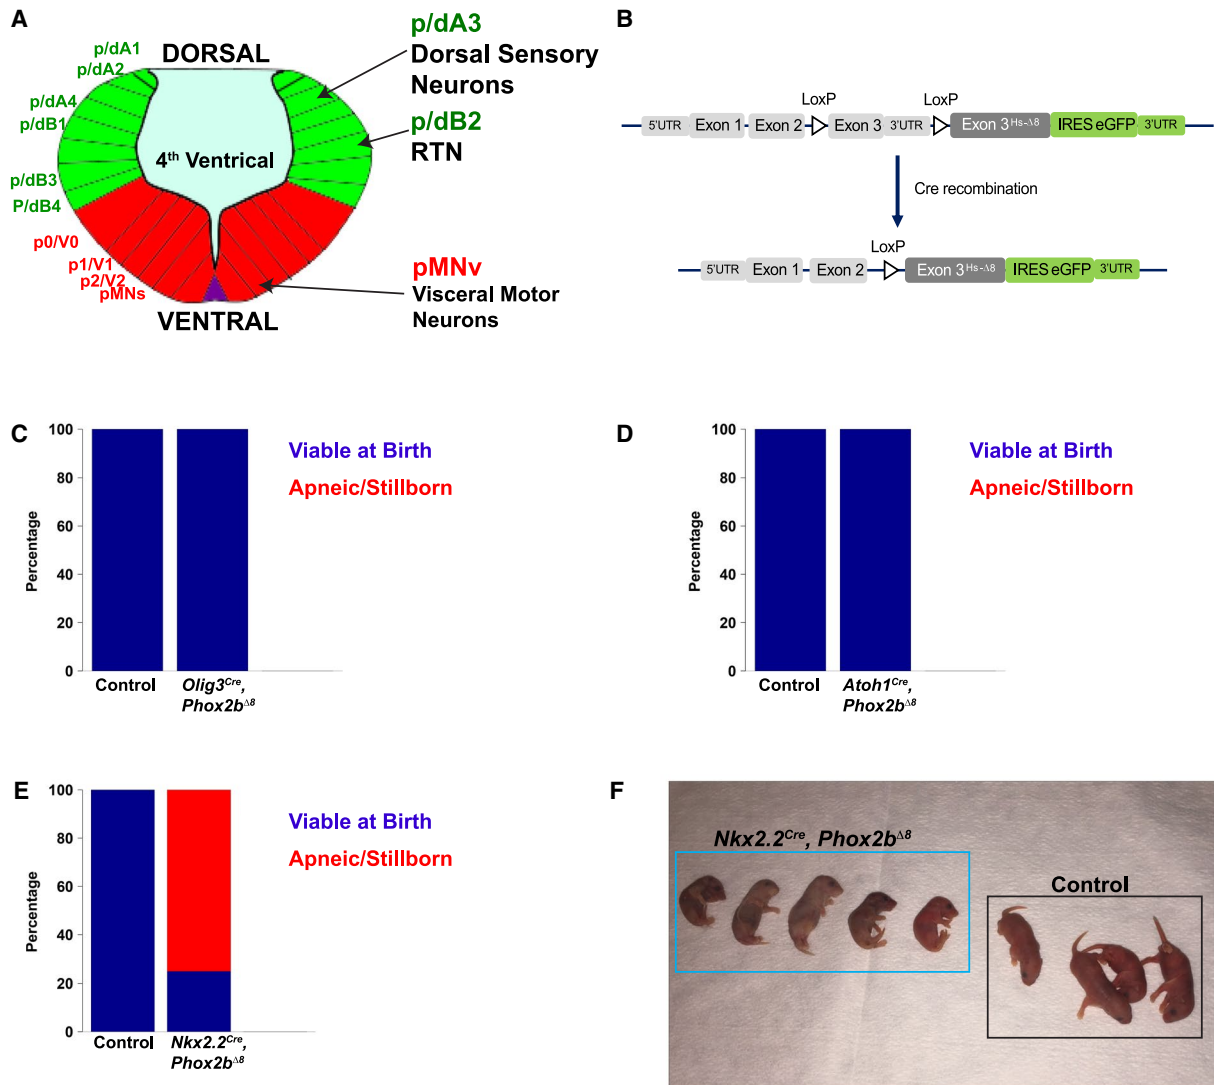 A
DORSAL
p/dA1
p/dA2
p/dA4
p/dB1
p/dB3
P/dB4
p0/V0
p1/V1
p2/V2
pMNs
4th Ventrical
VENTRAL
p/dA3
Dorsal Sensory
Neurons
p/dB2
RTN
pMNv
Visceral Motor
Neurons
B
LoxP LoxP
5'UTR Exon 1 Exon 2 Exon 3 3'UTR Exon 3Hs-Δ8 IRES eGFP 3'UTR
Cre recombination
LoxP
5'UTR Exon 1 Exon 2 Exon 3Hs-Δ8 IRES eGFP 3'UTR
C
Percentage
100
80
60
40
20
0
Control
Olig3Cre,
Phox2bΔ8
Viable at Birth
Apneic/Stillborn
D
Percentage
100
80
60
40
20
0
Control
Atoh1Cre,
Phox2bΔ8
Viable at Birth
Apneic/Stillborn
E
Percentage
100
80
60
40
20
0
Control
Nkx2.2Cre,
Phox2bΔ8
Viable at Birth
Apneic/Stillborn
F
Nkx2.2Cre, Phox2bΔ8
Control